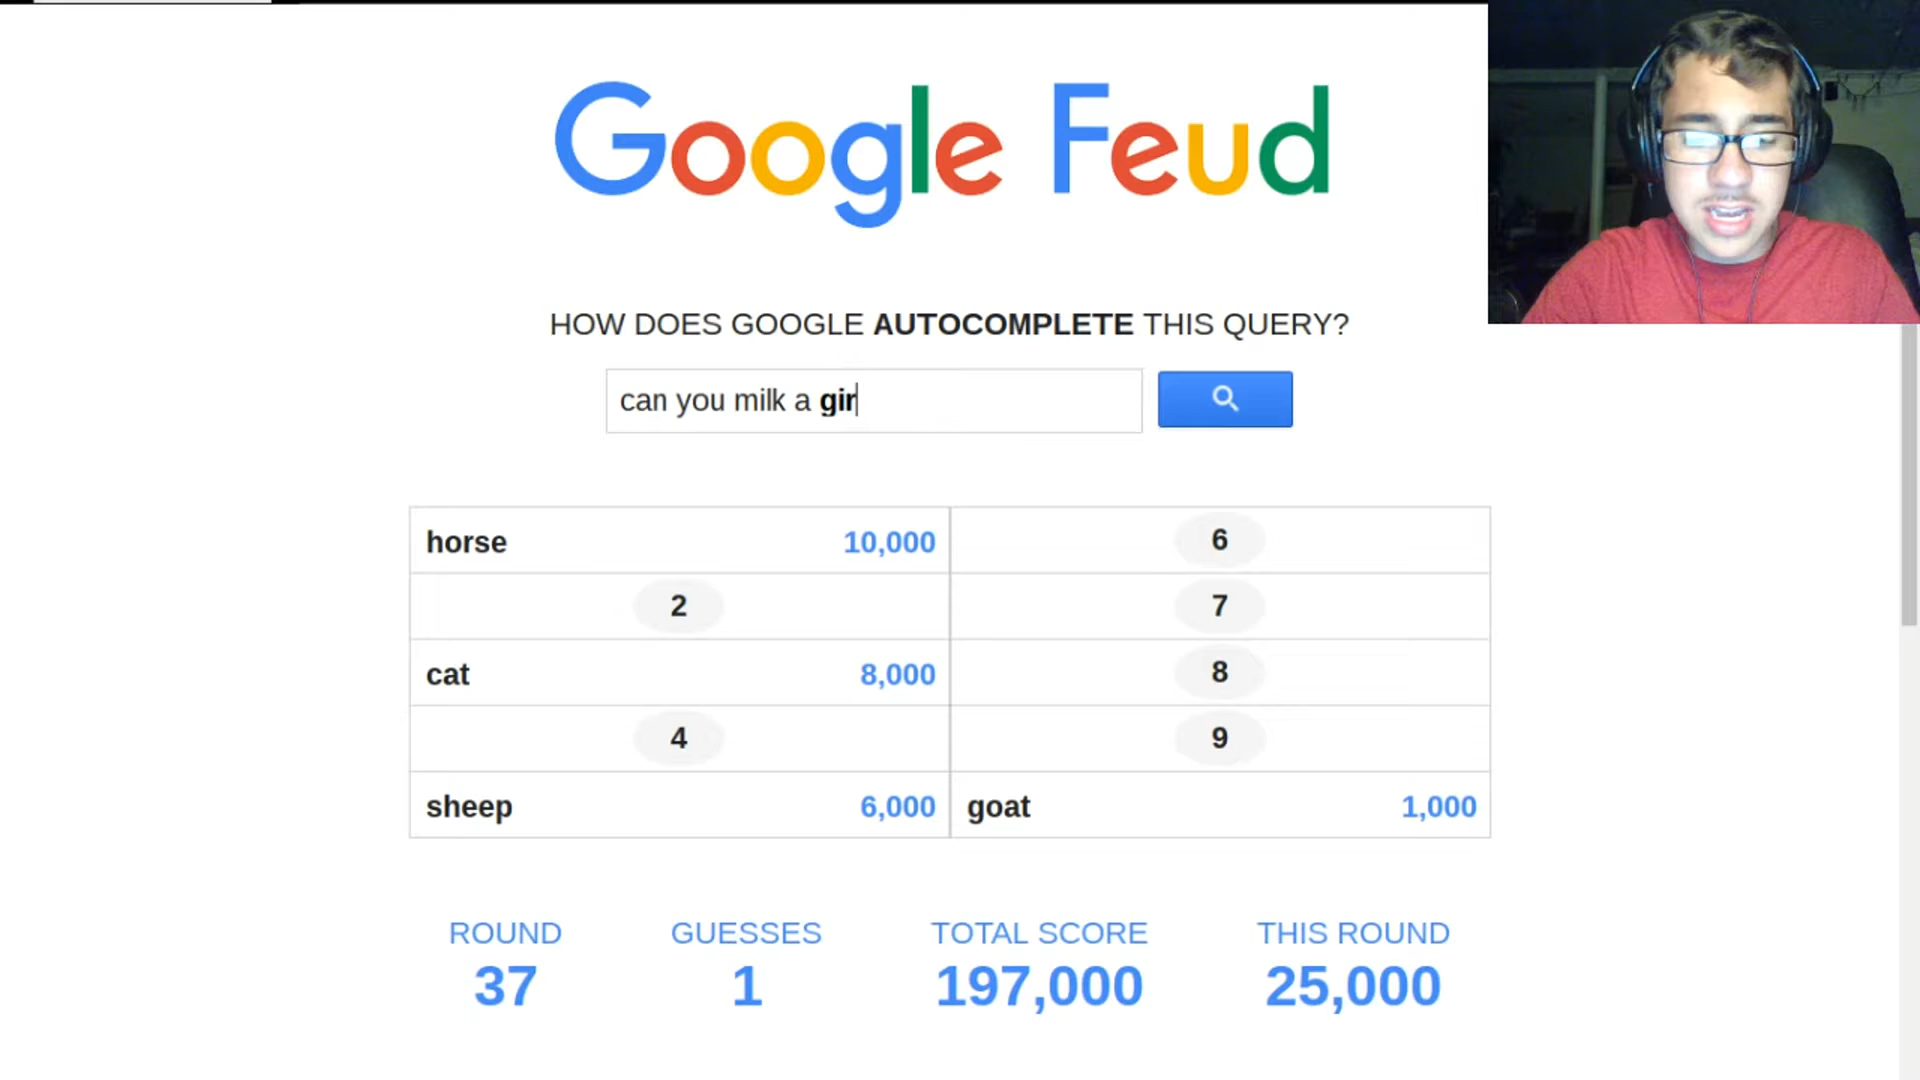 Google Feud
HOW DOES GOOGLE AUTOCOMPLETE THIS QUERY?
can you milk a gir
horse 10,000 6
2 7
cat 8,000 8
4 9
sheep 6,000 goat 1,000
ROUND GUESSES TOTAL SCORE THIS ROUND
37 1 197,000 25,000